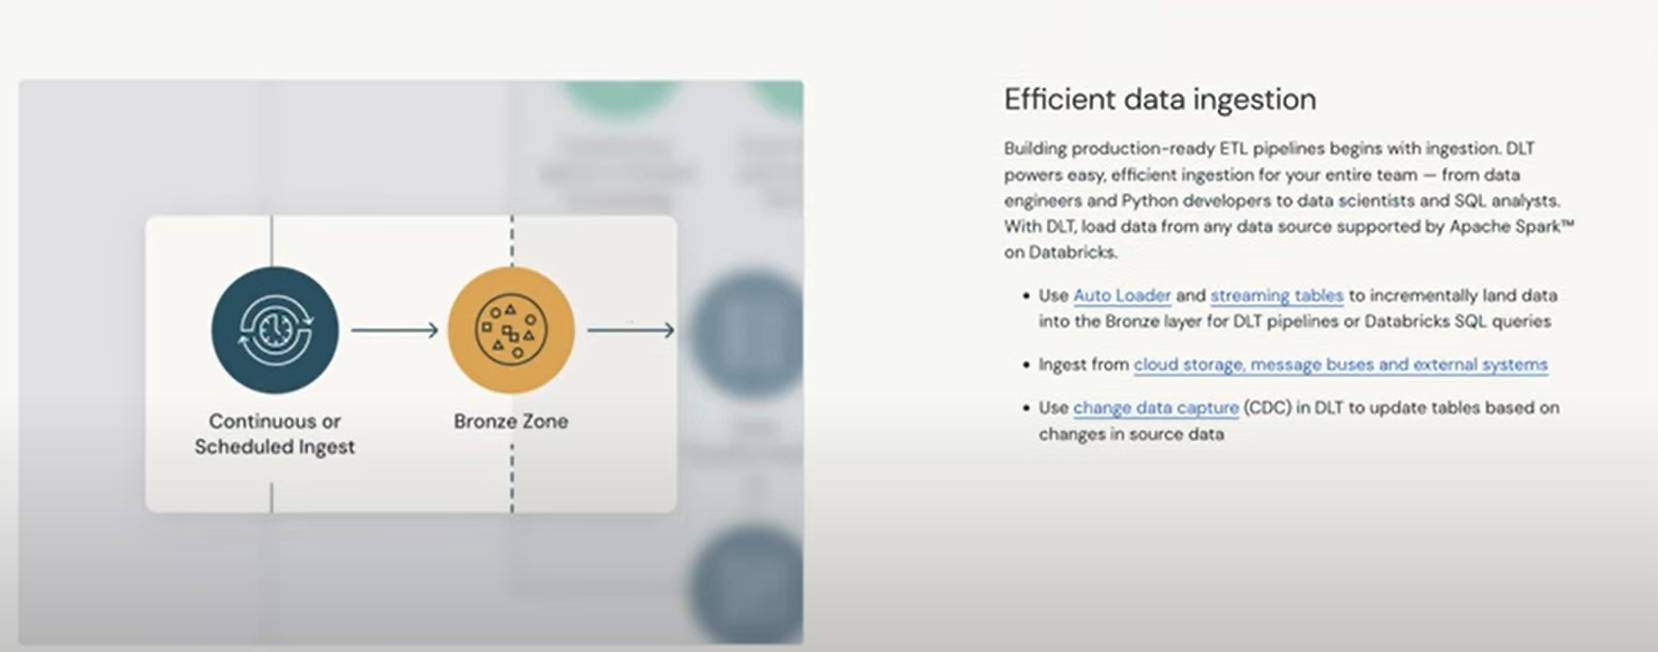 Continuous or
Scheduled Ingest
Bronze Zone
Efficient data ingestion
Building production-ready ETL pipelines begins with ingestion. DLT
powers easy, efficient ingestion for your entire team — from data
engineers and Python developers to data scientists and SQL analysts.
With DLT, load data from any data source supported by Apache Spark™
on Databricks.
• Use Auto Loader and streaming tables to incrementally land data
into the Bronze layer for DLT pipelines or Databricks SQL queries
• Ingest from cloud storage, message buses and external systems
• Use change data capture (CDC) in DLT to update tables based on
changes in source data